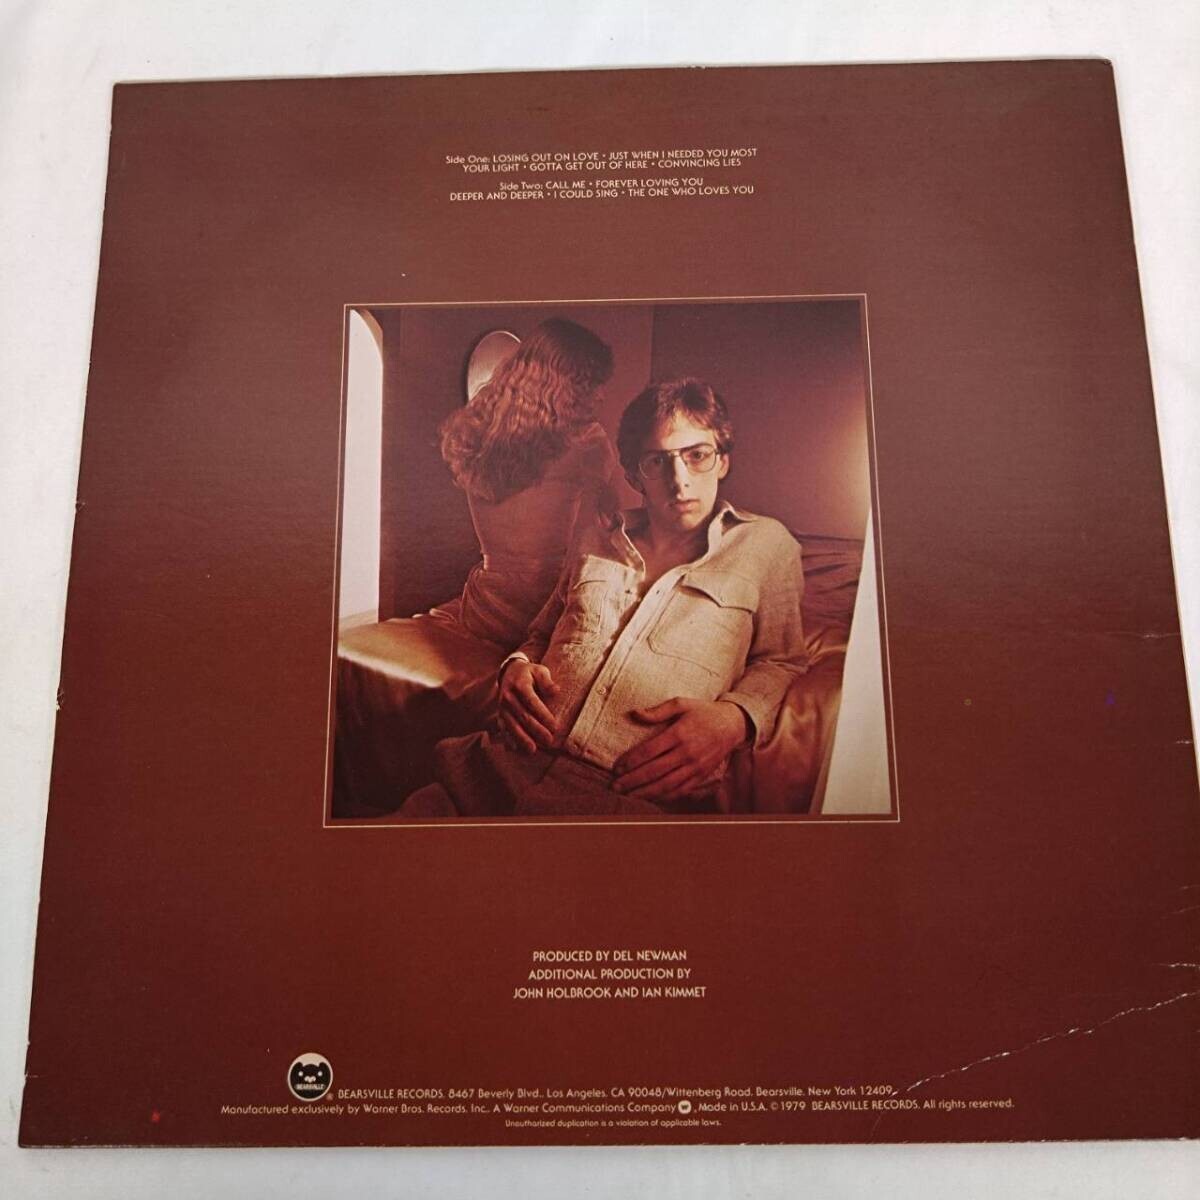 Side One: LOSING OUT ON LOVE • JUST WHEN I NEEDED YOU MOST
YOUR LIGHT • GOTTA GET OUT OF HERE • CONVINCING LIES
Side Two: CALL ME • FOREVER LOVING YOU
DEEPER AND DEEPER • I COULD SING • THE ONE WHO LOVES YOU
PRODUCED BY DEL NEWMAN
ADDITIONAL PRODUCTION BY
JOHN HOLBROOK AND IAN KIMMET
BEARSVILLE
® BEARSVILLE RECORDS. 8467 Beverly Blvd., Los Angeles, CA 90048/Wittenberg Road, Bearsville, New York 12409.
Manufactured exclusively by Warner Bros. Records, Inc., A Warner Communications Company W, Made in U.S.A. © 1979 BEARSVILLE RECORDS. All rights reserved.
Unauthorized duplication is a violation of applicable laws.